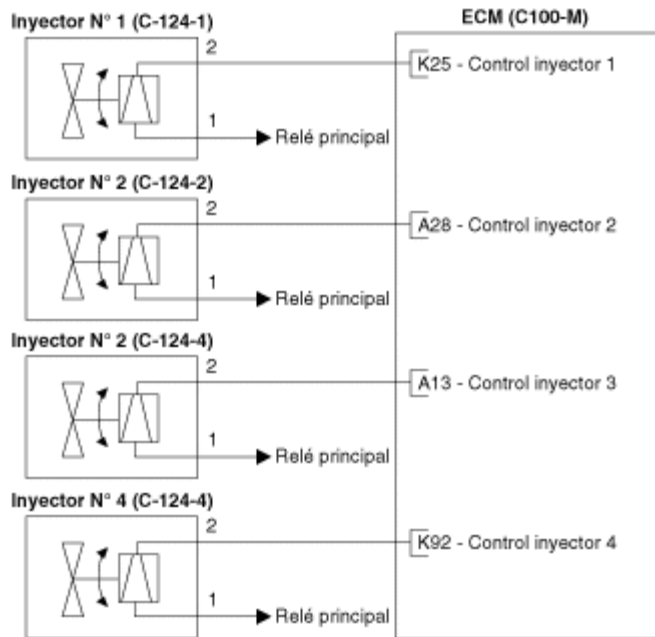 ECM (C100-M)
Inyector N° 1 (C-124-1)
2
K25 - Control inyector 1
1
Relé principal
Inyector N° 2 (C-124-2)
2
A28 - Control inyector 2
1
Relé principal
Inyector N° 2 (C-124-4)
2
A13 - Control inyector 3
1
Relé principal
Inyector N° 4 (C-124-4)
2
K92 - Control inyector 4
1
Relé principal